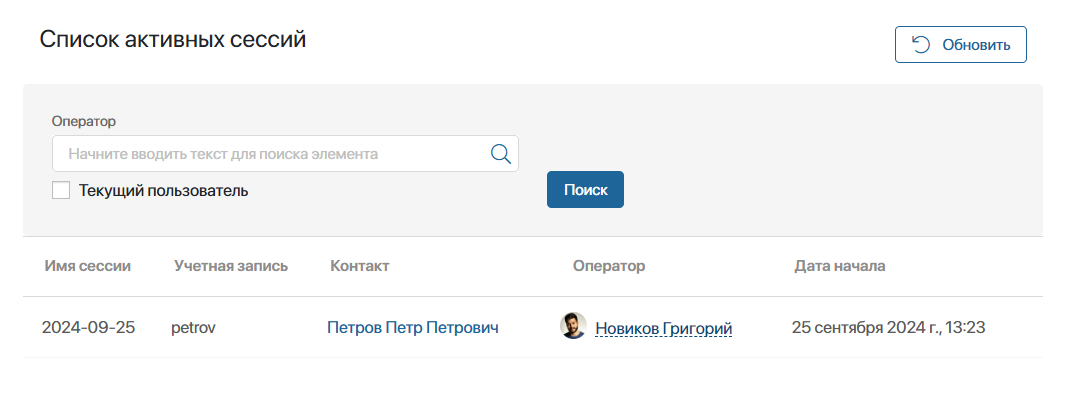 Список активных сессий
Обновить
Оператор
Начните вводить текст для поиска элемента
Текущий пользователь
Поиск
Имя сессии Учетная запись Контакт Оператор Дата начала
2024-09-25 petrov Петров Петр Петрович Новиков Григорий 25 сентября 2024 г., 13:23